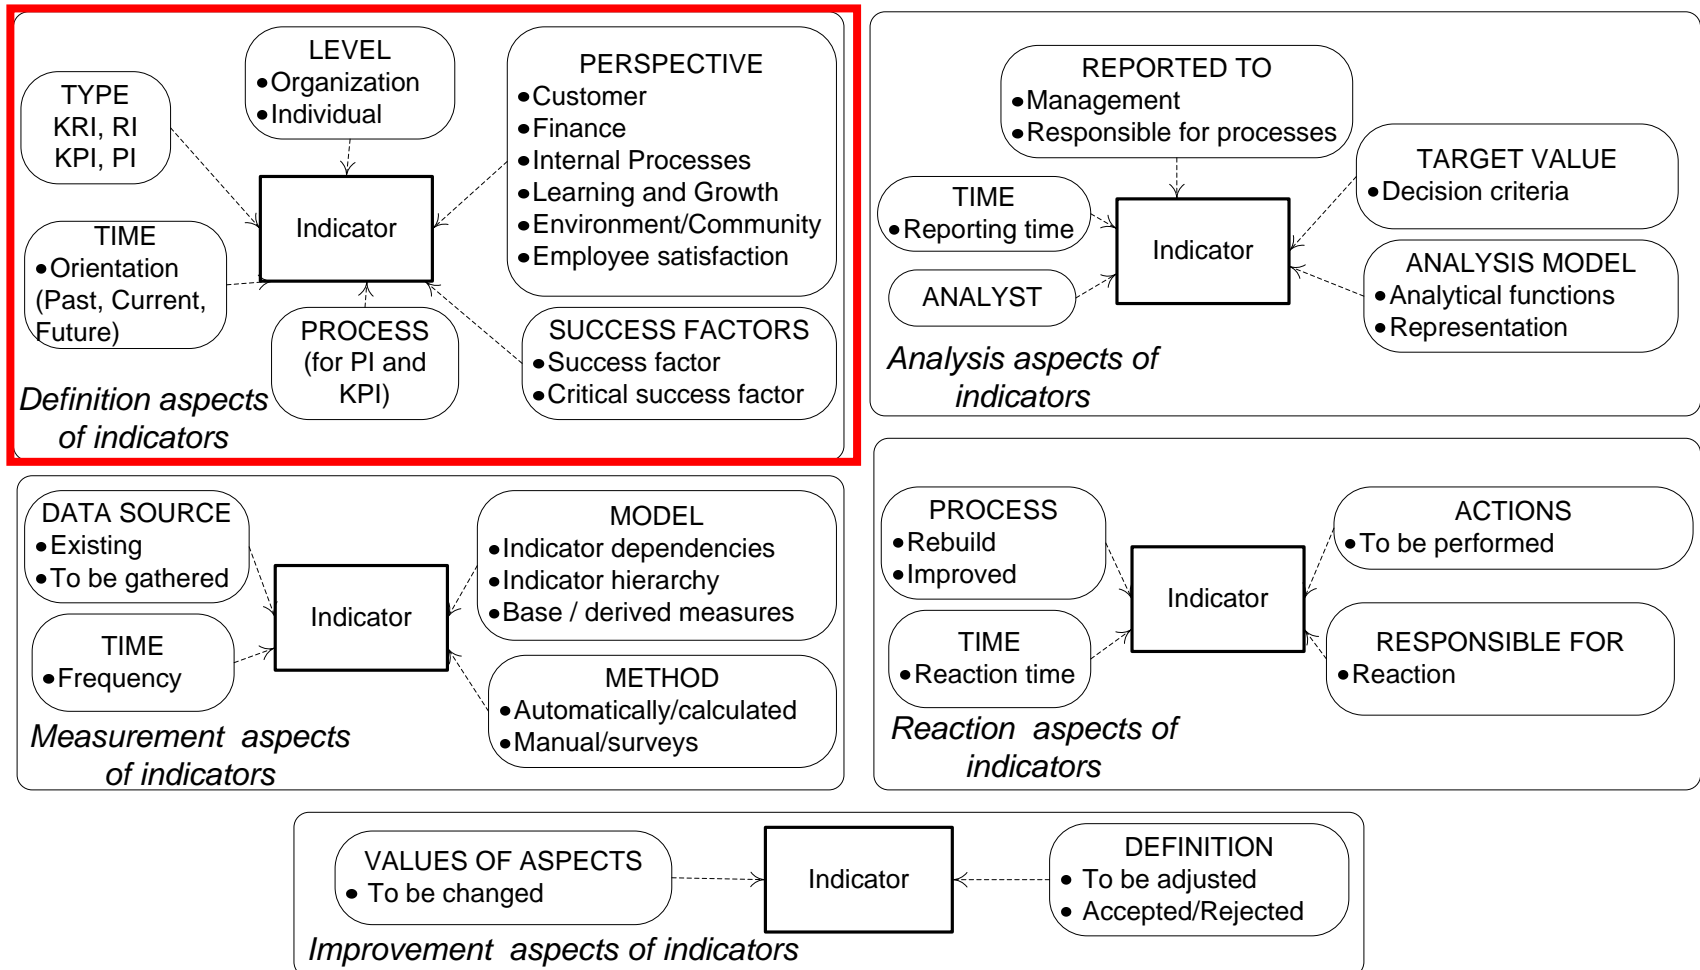 LEVEL
•Organization
•Individual
TYPE
KRI, RI
KPI, PI
PERSPECTIVE
•Customer
•Finance
•Internal Processes
•Learning and Growth
•Environment/Community
•Employee satisfaction
Indicator
TIME
•Orientation
(Past, Current,
Future)
PROCESS
(for PI and
KPI)
SUCCESS FACTORS
•Success factor
•Critical success factor
Definition aspects
of indicators
REPORTED TO
•Management
•Responsible for processes
TARGET VALUE
•Decision criteria
TIME
•Reporting time
Indicator
ANALYST
ANALYSIS MODEL
•Analytical functions
•Representation
Analysis aspects of
indicators
DATA SOURCE
•Existing
•To be gathered
MODEL
•Indicator dependencies
•Indicator hierarchy
•Base / derived measures
Indicator
TIME
•Frequency
METHOD
•Automatically/calculated
•Manual/surveys
Measurement aspects
of indicators
PROCESS
•Rebuild
•Improved
ACTIONS
•To be performed
Indicator
TIME
•Reaction time
RESPONSIBLE FOR
•Reaction
Reaction aspects of
indicators
VALUES OF ASPECTS
• To be changed
Indicator
DEFINITION
• To be adjusted
• Accepted/Rejected
Improvement aspects of indicators